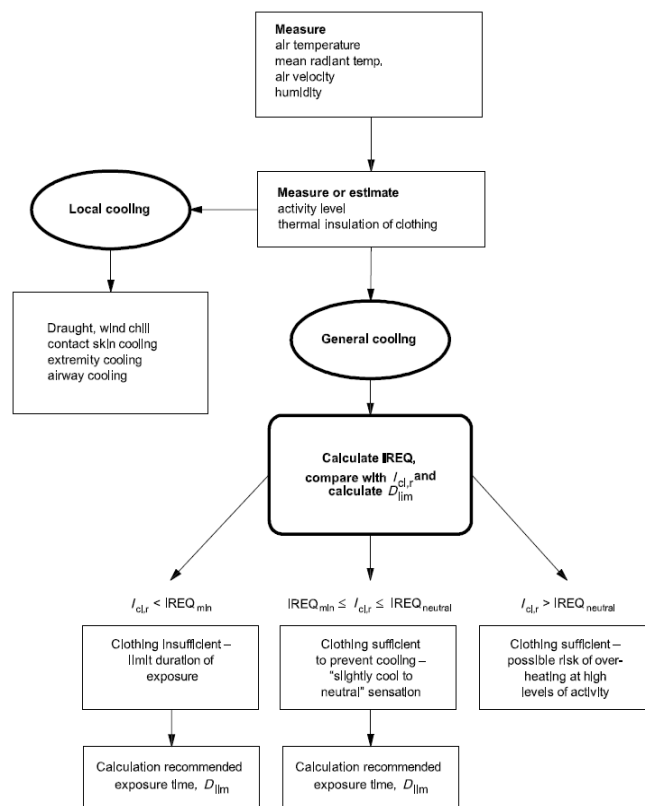 Measure
air temperature
mean radiant temp.
air velocity
humidity
Measure or estimate
activity level
thermal insulation of clothing
Local cooling
Draught, wind chill
contact skin cooling
extremity cooling
airway cooling
General cooling
Calculate IREQ,
compare with Icl,r and
calculate Dlim
Icl,r < IREQmin
IREQmin ≤ Icl,r ≤ IREQneutral
Icl,r > IREQneutral
Clothing insufficient –
limit duration of
exposure
Clothing sufficient
to prevent cooling –
"slightly cool to
neutral" sensation
Clothing sufficient –
possible risk of over-
heating at high
levels of activity
Calculation recommended
exposure time, Dlim
Calculation recommended
exposure time, Dlim